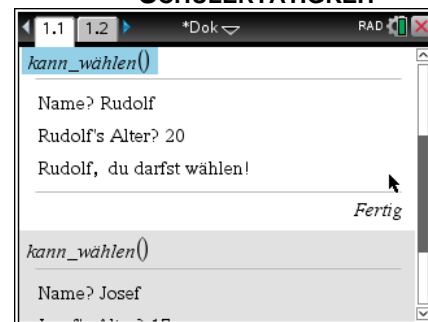 1.1 1.2 *Dok RAD
kann_wählen()
Name? Rudolf
Rudolf's Alter? 20
Rudolf, du darfst wählen!
Fertig
kann_wählen()
Name? Josef